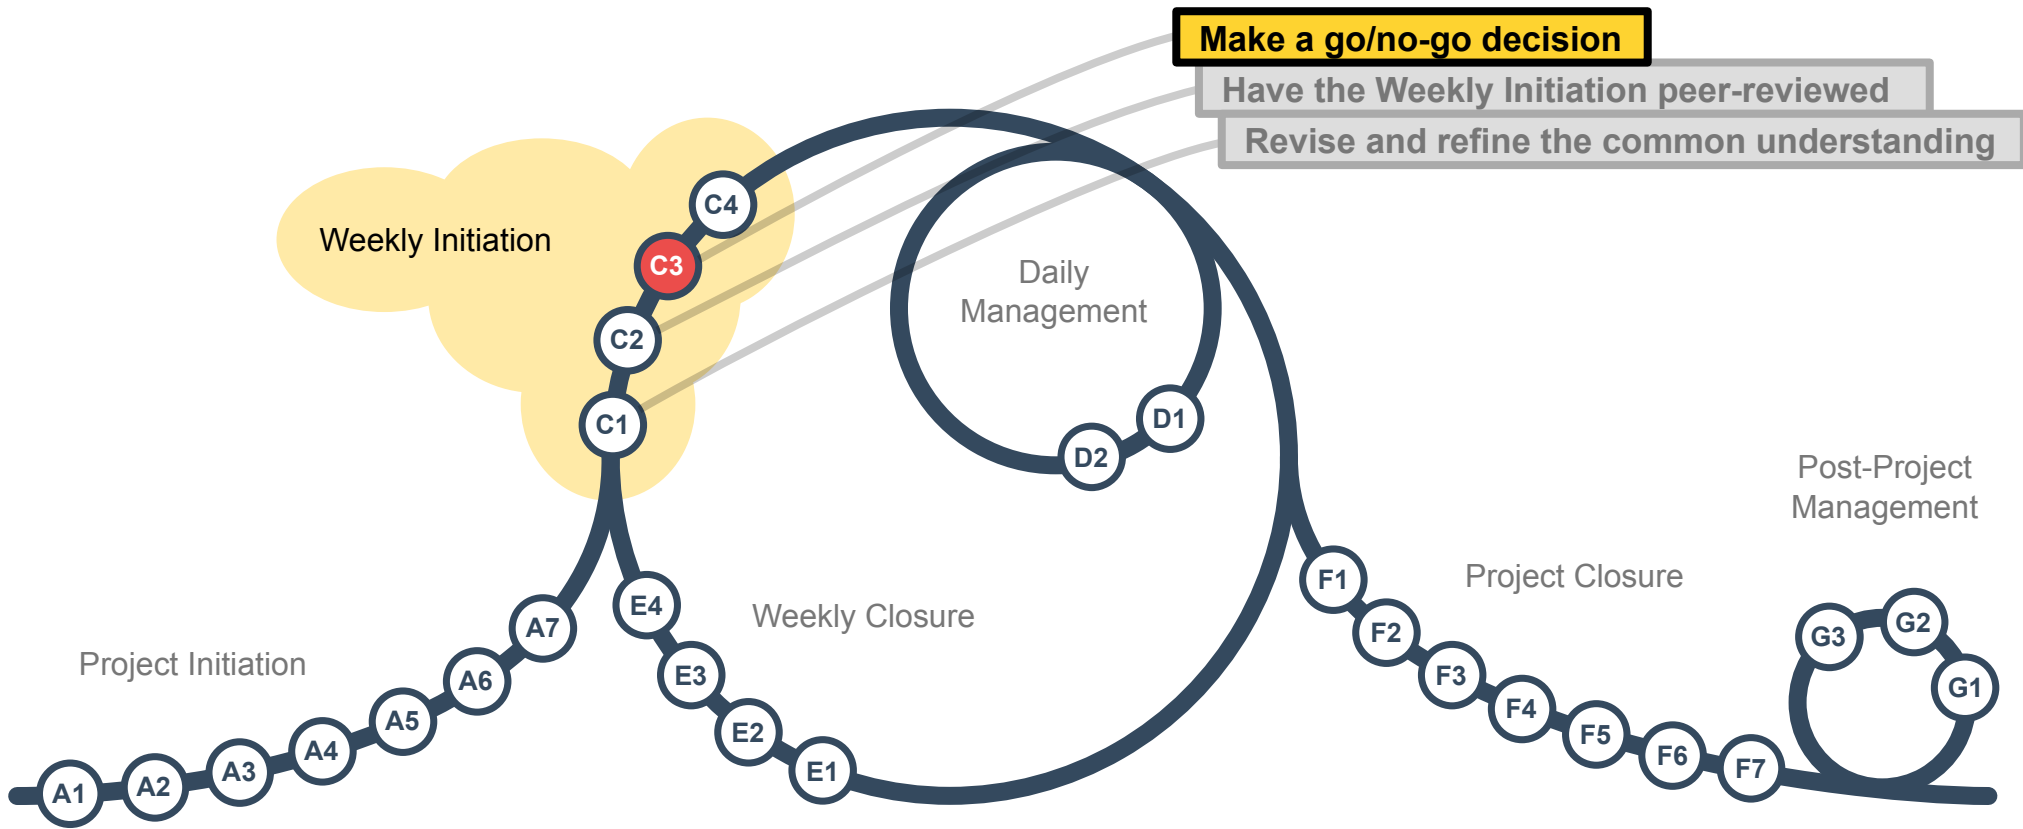 Make a go/no-go decision
Have the Weekly Initiation peer-reviewed
Revise and refine the common understanding
Weekly Initiation
C4
C3
C2
C1
Daily
Management
D1
D2
Post-Project
Management
Project Closure
Weekly Closure
Project Initiation
A1
A2
A3
A4
A5
A6
A7
E4
E3
E2
E1
F1
F2
F3
F4
F5
F6
F7
G3
G2
G1